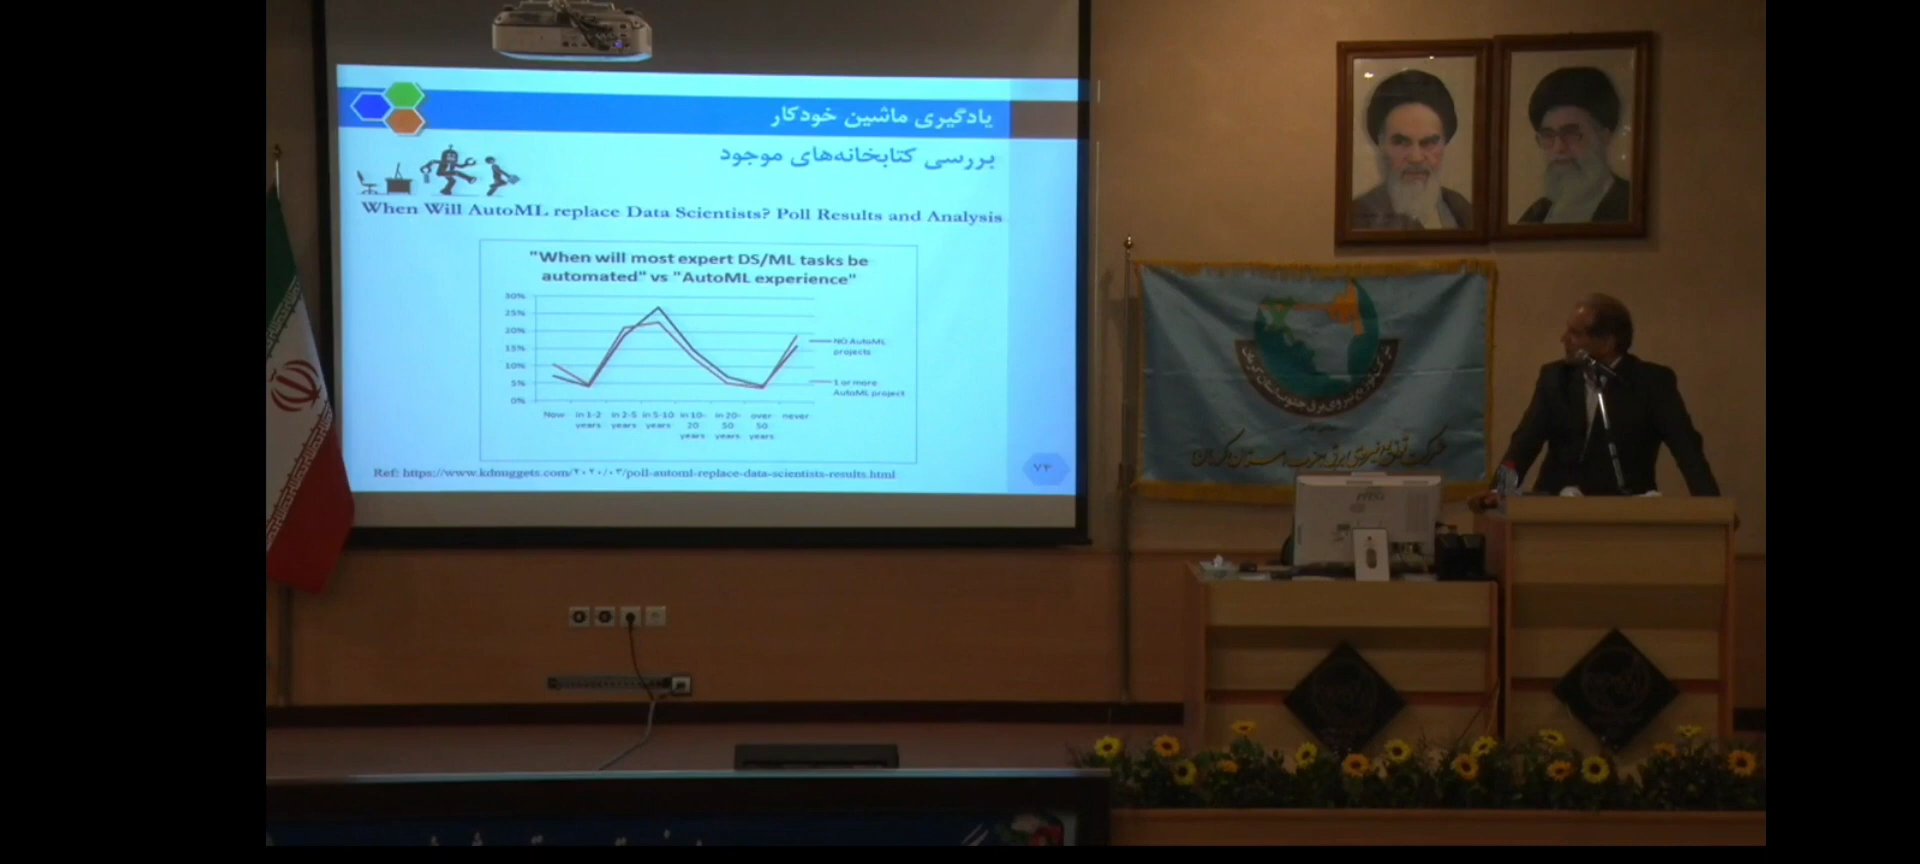 یادگیری ماشین خودکار
بررسی کتابخانه‌های موجود
When Will AutoML replace Data Scientists? Poll Results and Analysis
"When will most expert DS/ML tasks be
automated" vs "AutoML experience"
30%
25%
20%
15%
10%
5%
0%
NO AutoML
projects
1 or more
AutoML project
Now in 1-2 in 2-5 in 5-10 in 10- in 20- over never
years years years 20 50 50
years years years
Ref: https://www.kdnuggets.com/۲۰۲۰/۰۳/poll-automl-replace-data-scientists-results.html
۷۳